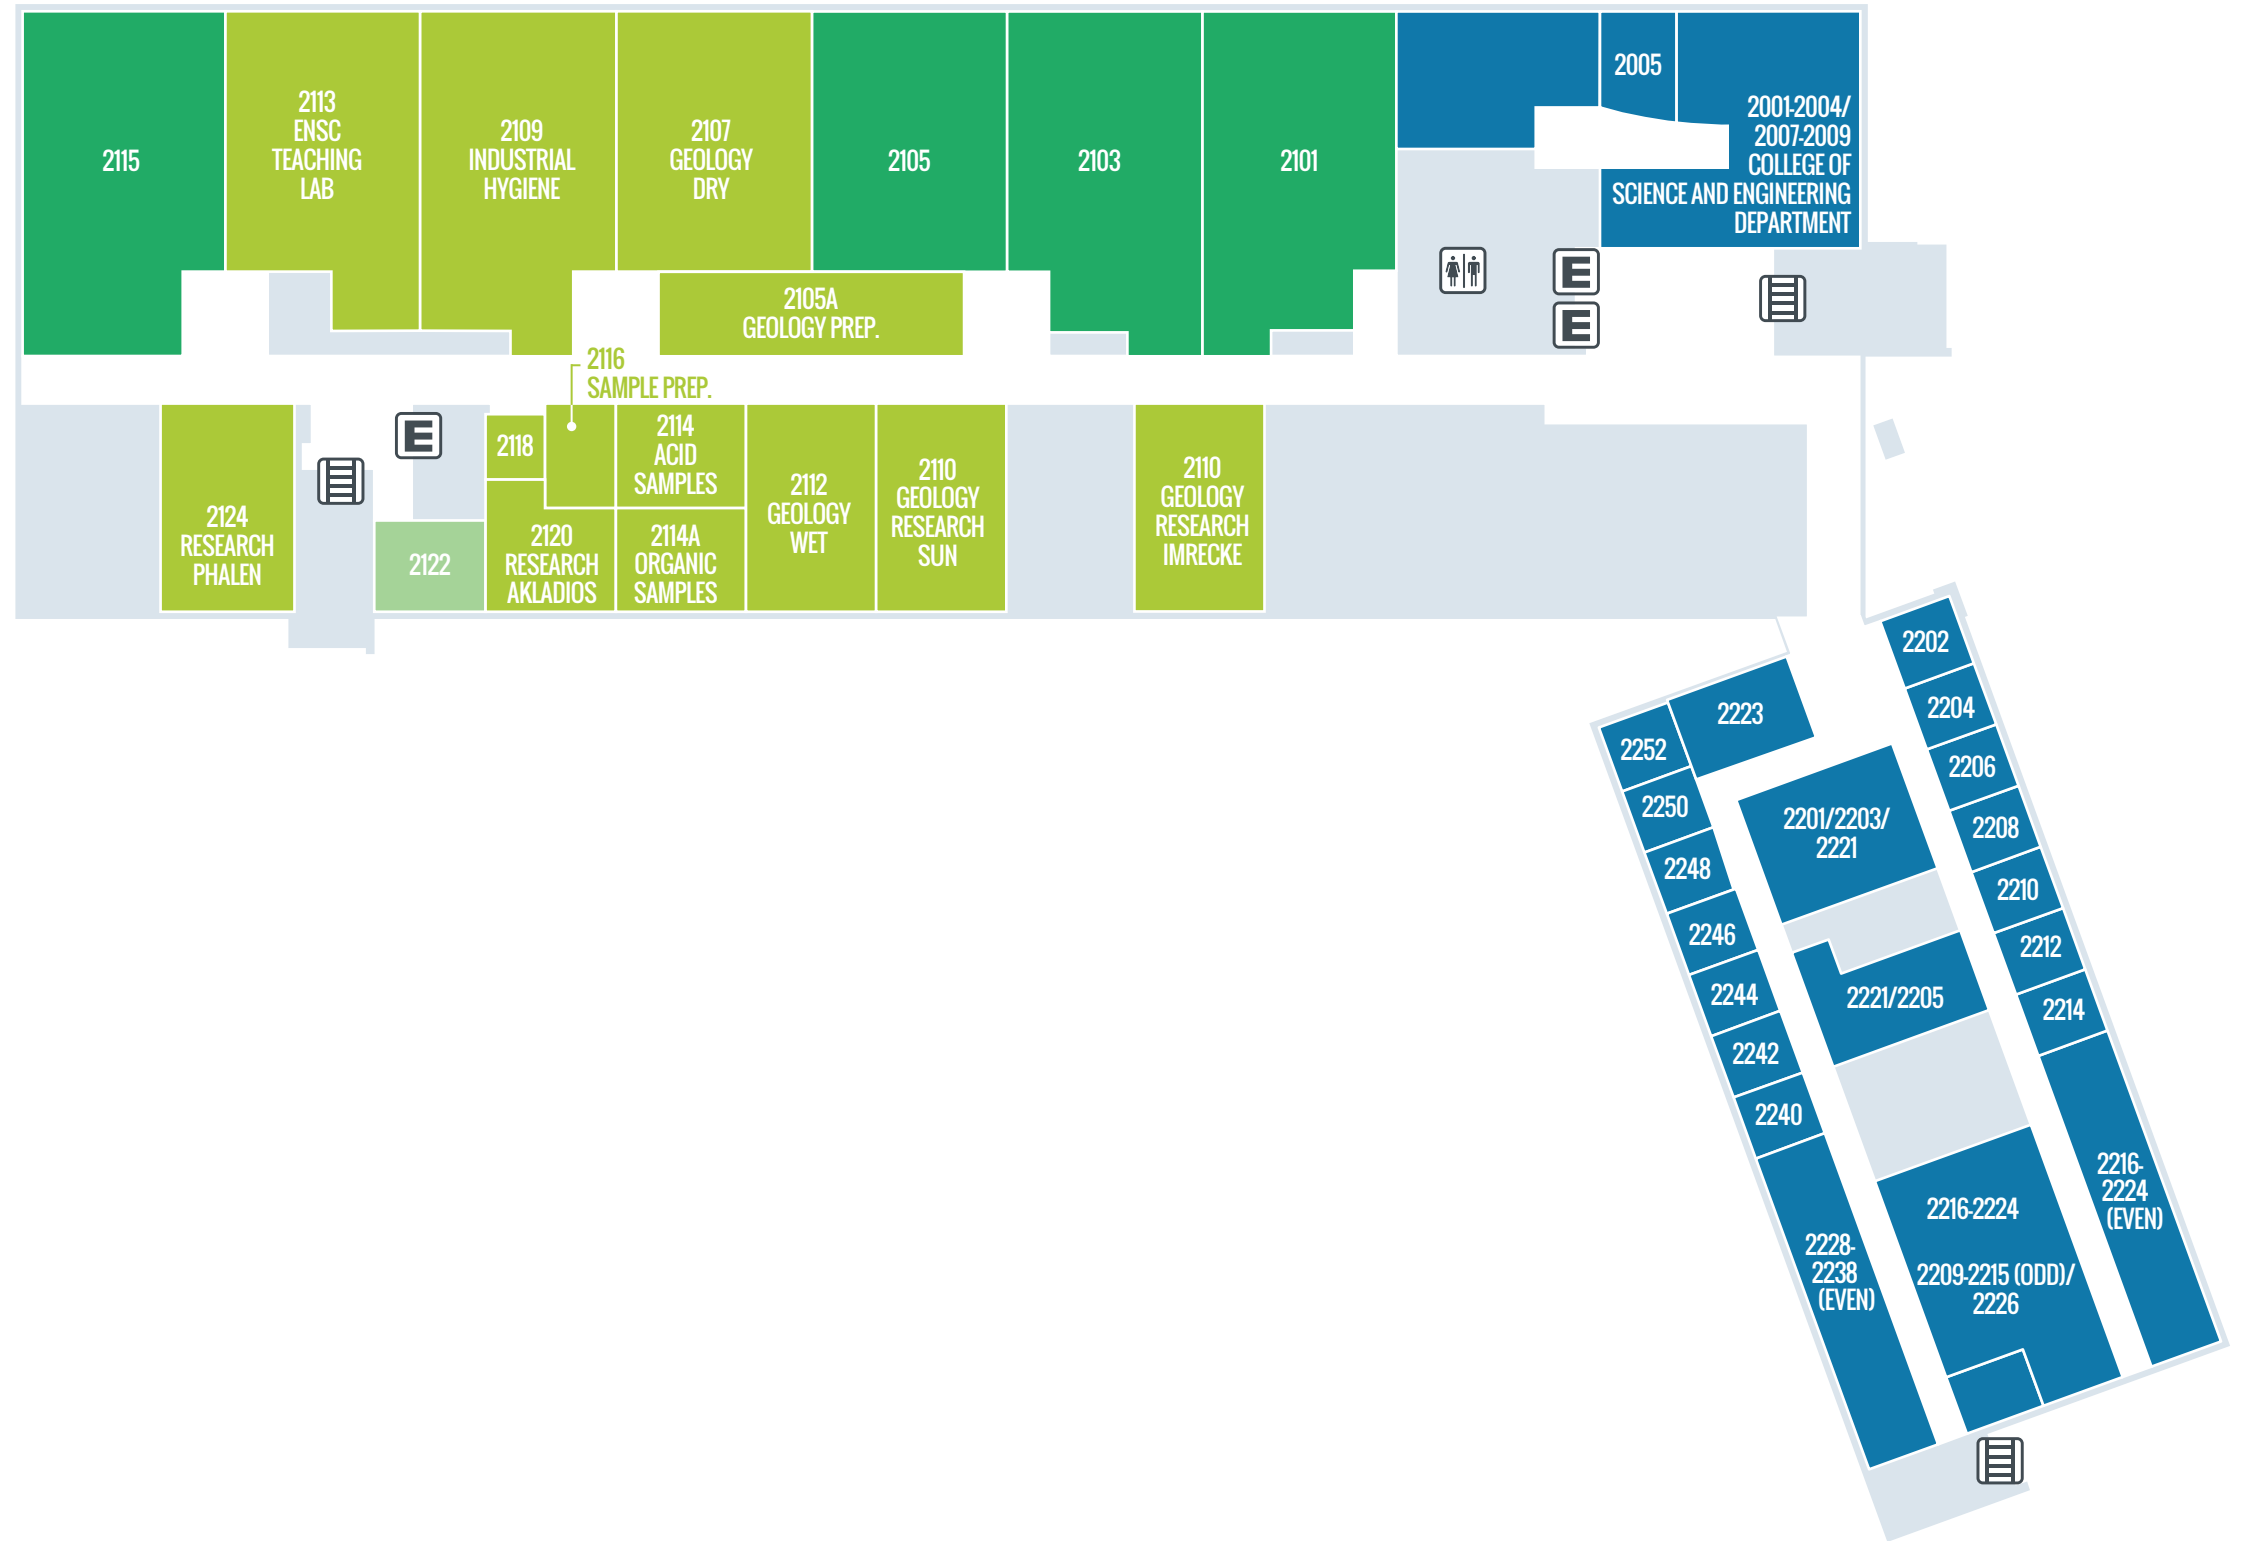 2115
2113
ENSC
TEACHING
LAB
2109
INDUSTRIAL
HYGIENE
2107
GEOLOGY
DRY
2105
2103
2101
2005
2001-2004/
2007-2009
COLLEGE OF
SCIENCE AND ENGINEERING
DEPARTMENT
2105A
GEOLOGY PREP.
E
E
2116
SAMPLE PREP.
2124
RESEARCH
PHALEN
E
2122
2118
2120
RESEARCH
AKLADIOS
2114
ACID
SAMPLES
2114A
ORGANIC
SAMPLES
2112
GEOLOGY
WET
2110
GEOLOGY
RESEARCH
SUN
2110
GEOLOGY
RESEARCH
IMRECKE
2202
2204
2206
2208
2210
2212
2214
2216-
2224
(EVEN)
2223
2252
2250
2248
2246
2244
2242
2240
2228-
2238
(EVEN)
2201/2203/
2221
2221/2205
2216-2224
2209-2215 (ODD)/
2226